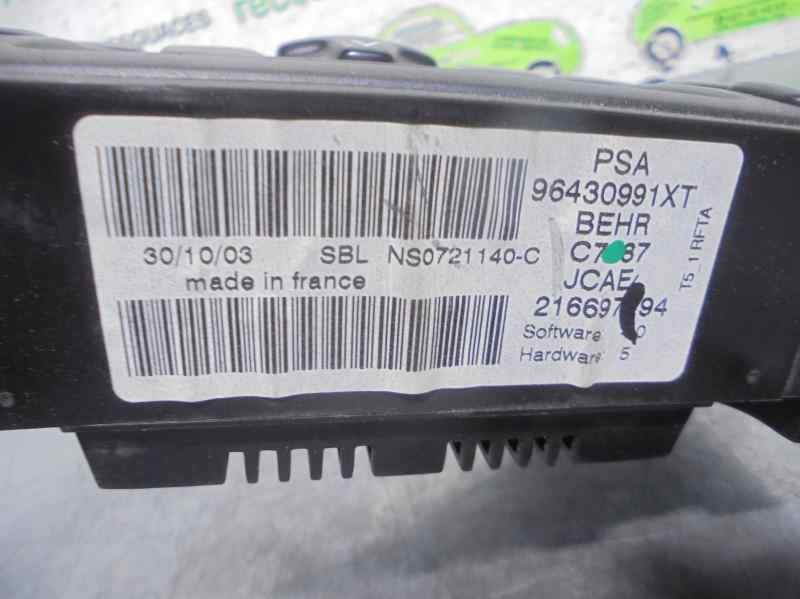 PSA
96430991XT
BEHR
30/10/03 SBL NS0721140-C
made in france
Software
Hardware 5
T5_1 RFTA